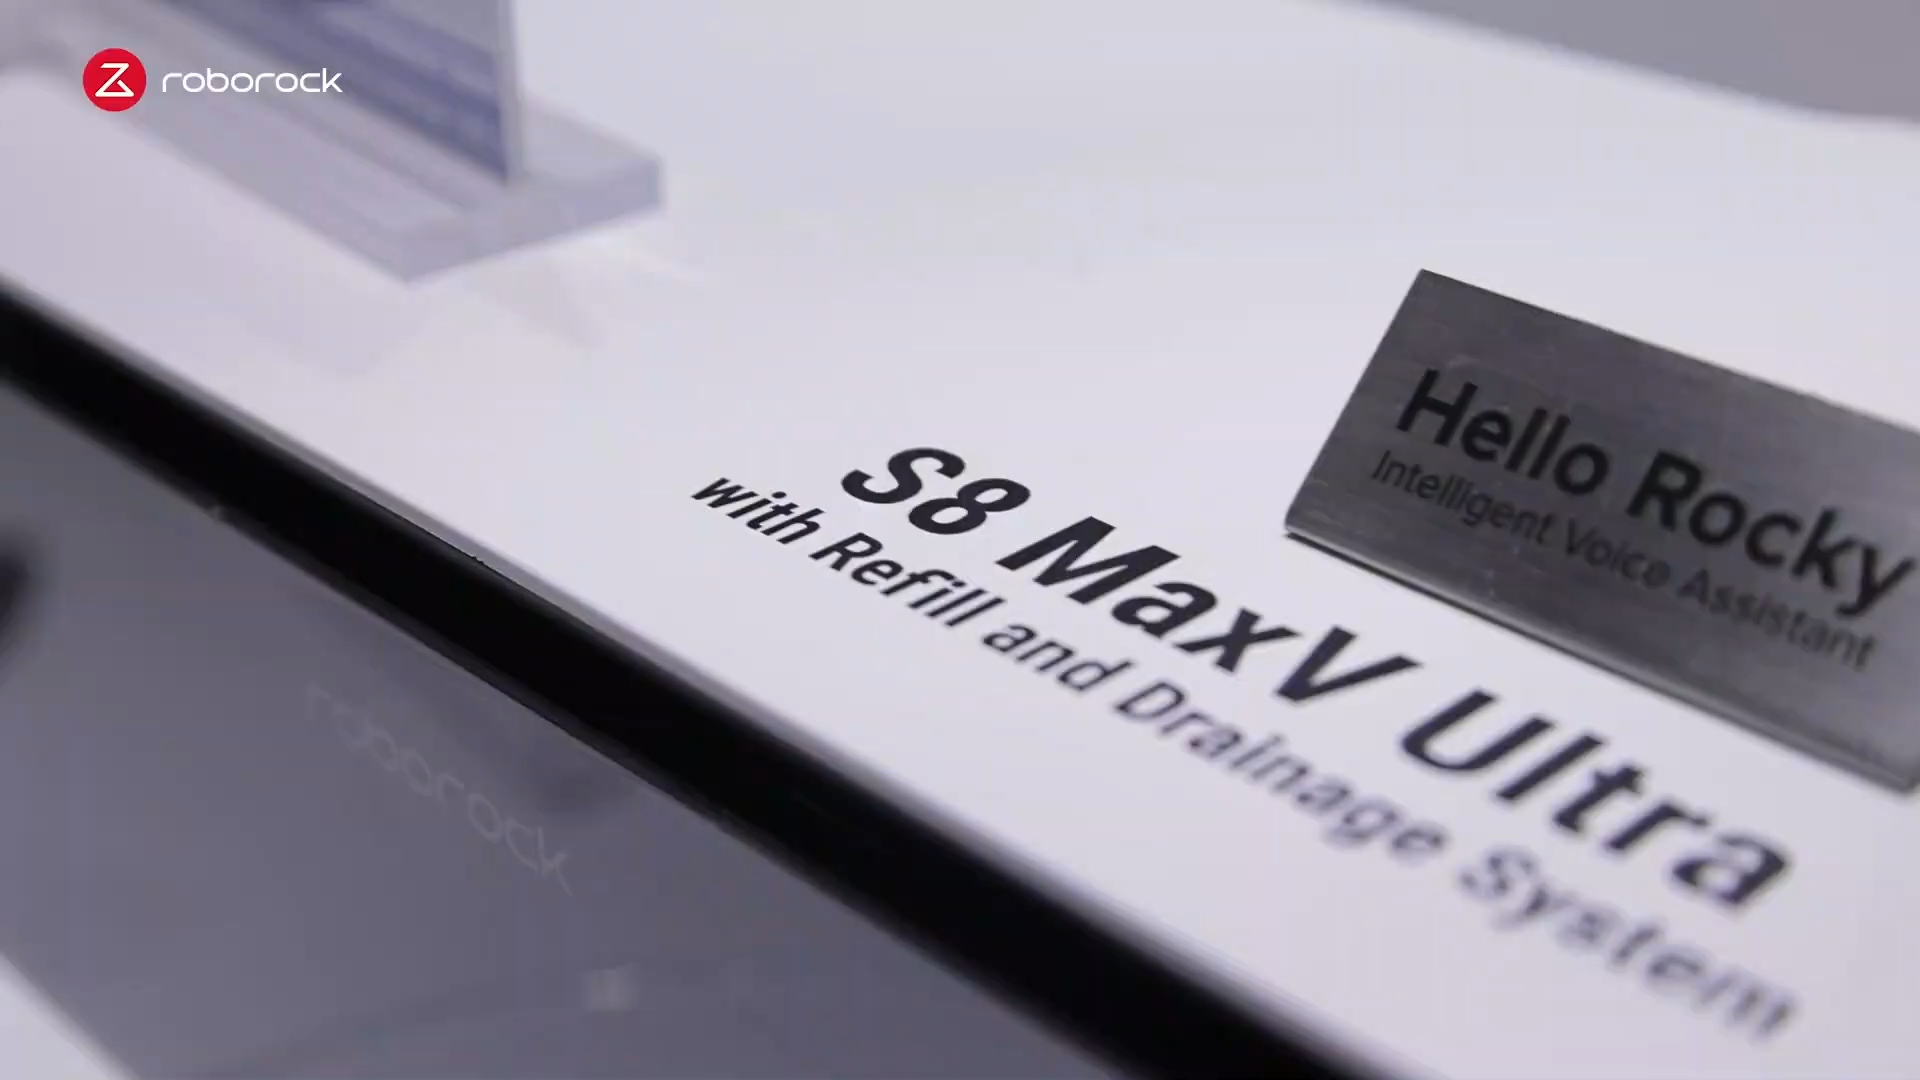 roborock
Hello Rocky
Intelligent Voice Assistant
S8 MaxV Ultra
with Refill and Drainage System
roborock